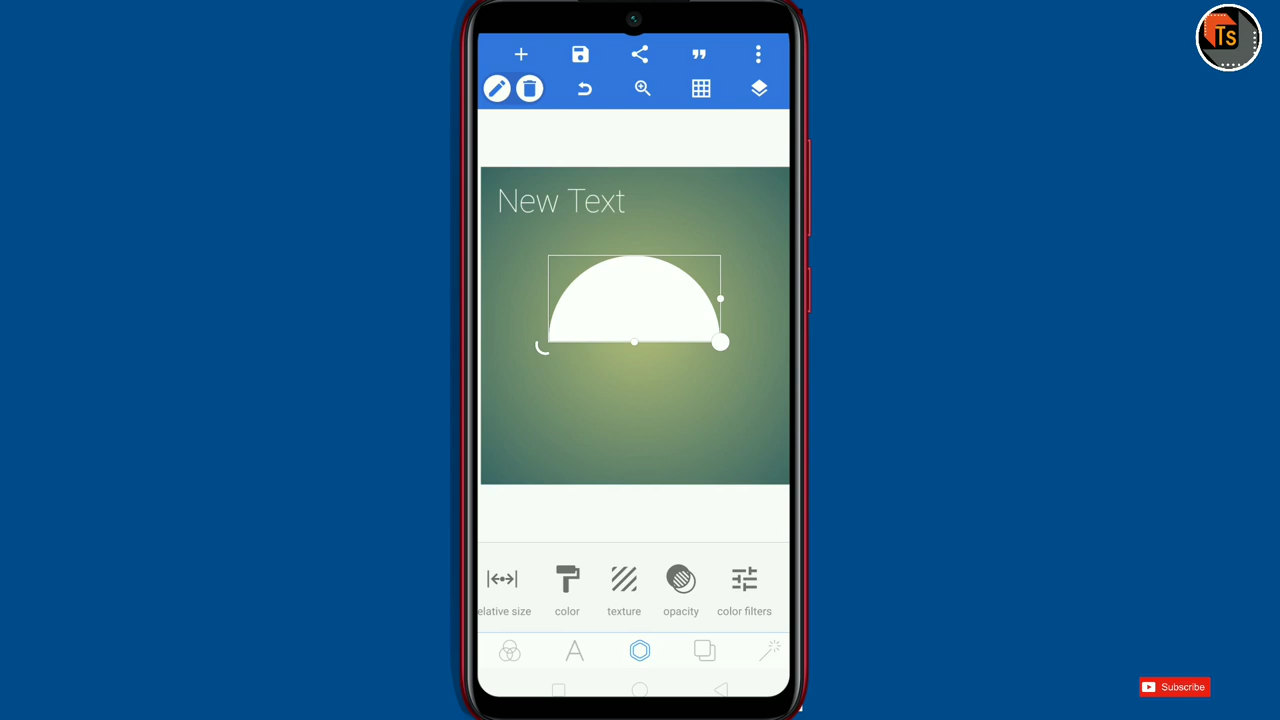 Ts
New Text
elative size
color
texture
opacity
color filters
A
Subscribe